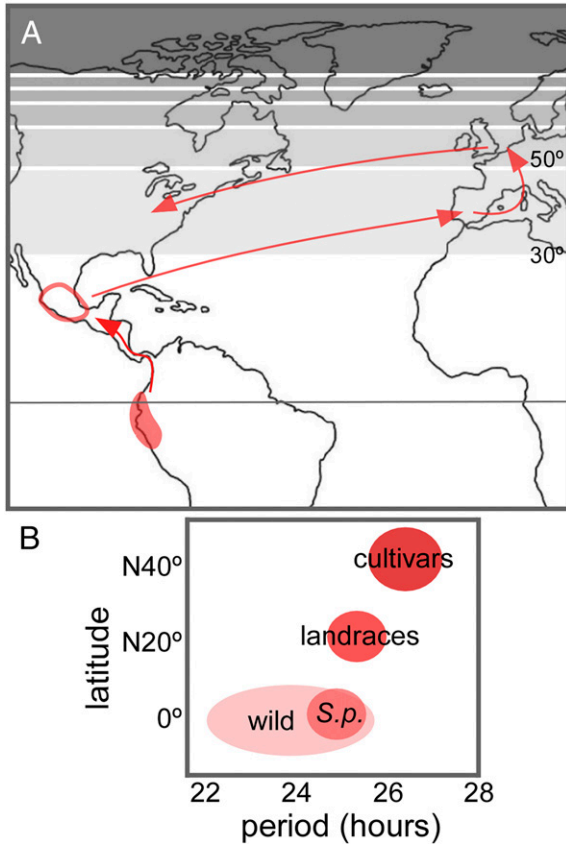 A
50º
30º
B
N40º
cultivars
N20º
landraces
0º
wild
S.p.
latitude
22
24
26
28
period (hours)